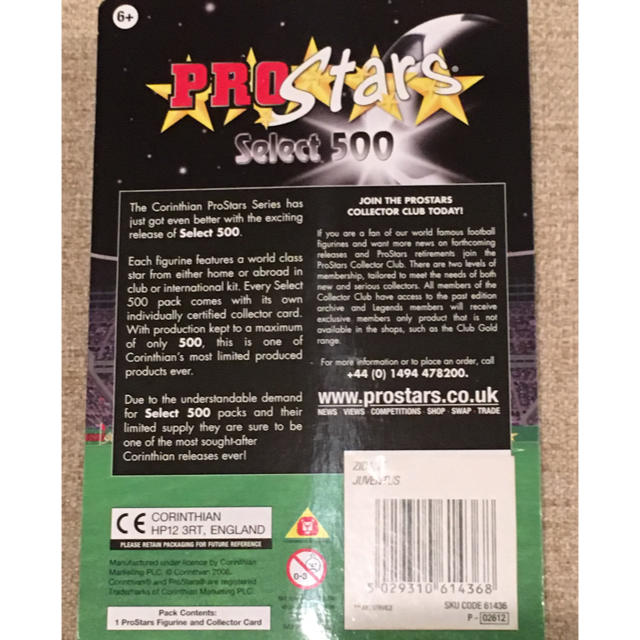 6+
PROStars
Select 500
The Corinthian ProStars Series has
just got even better with the exciting
release of Select 500.
Each figurine features a world class
star from either home or abroad in
club or international kit. Every Select
500 pack comes with its own
individually certified collector card.
With production kept to a maximum
of only 500, this is one of
Corinthian's most limited produced
products ever.
Due to the understandable demand
for Select 500 packs and their
limited supply they are sure to be
one of the most sought-after
Corinthian releases ever!
JOIN THE PROSTARS
COLLECTOR CLUB TODAY!
If you are a fan of our world famous football
figurines and want more news on forthcoming
releases and ProStars retirements join the
ProStars Collector Club. There are two levels of
membership, tailored to meet the needs of both
new and serious collectors. All members of the
Collector Club have access to the past edition
archive and Legends members will receive
exclusive members only product that is not
available in the shops, such as the Club Gold
range.
For more information or to place an order, call
+44 (0) 1494 478200.
www.prostars.co.uk
NEWS · VIEWS · COMPETITIONS · SHOP · SWAP · TRADE
JUVENTUS
5 029310 614368
SKU CODE 61436
P - 02612
CE CORINTHIAN
HP12 3RT, ENGLAND
PLEASE RETAIN PACKAGING FOR FUTURE REFERENCE
0-3
Manufactured under licence by Corinthian
Marketing PLC. © Corinthian 2006.
Corinthian® and ProStars® are registered
Trademarks of Corinthian Marketing PLC.
Pack Contents:
1 ProStars Figurine and Collector Card